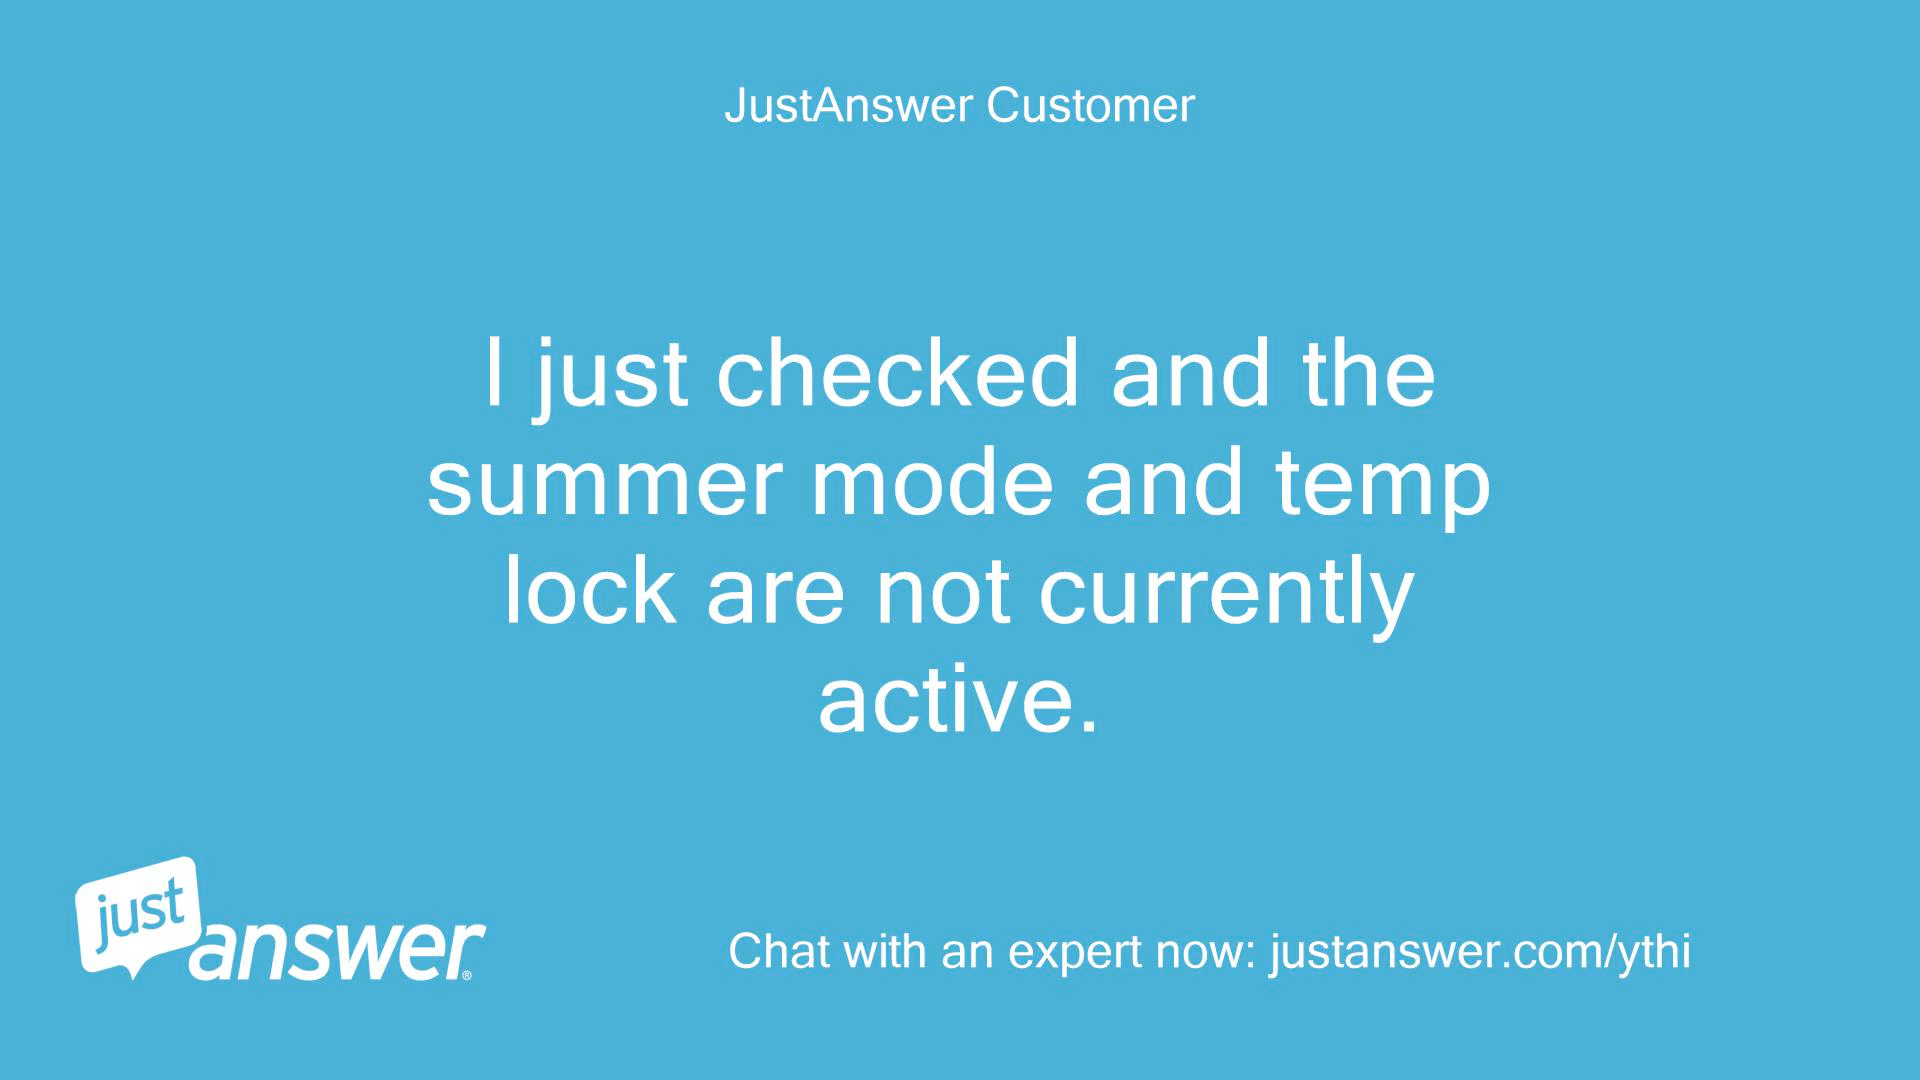 JustAnswer Customer
I just checked and the
summer mode and temp
lock are not currently
active.
just
answer®
Chat with an expert now: justanswer.com/ythi